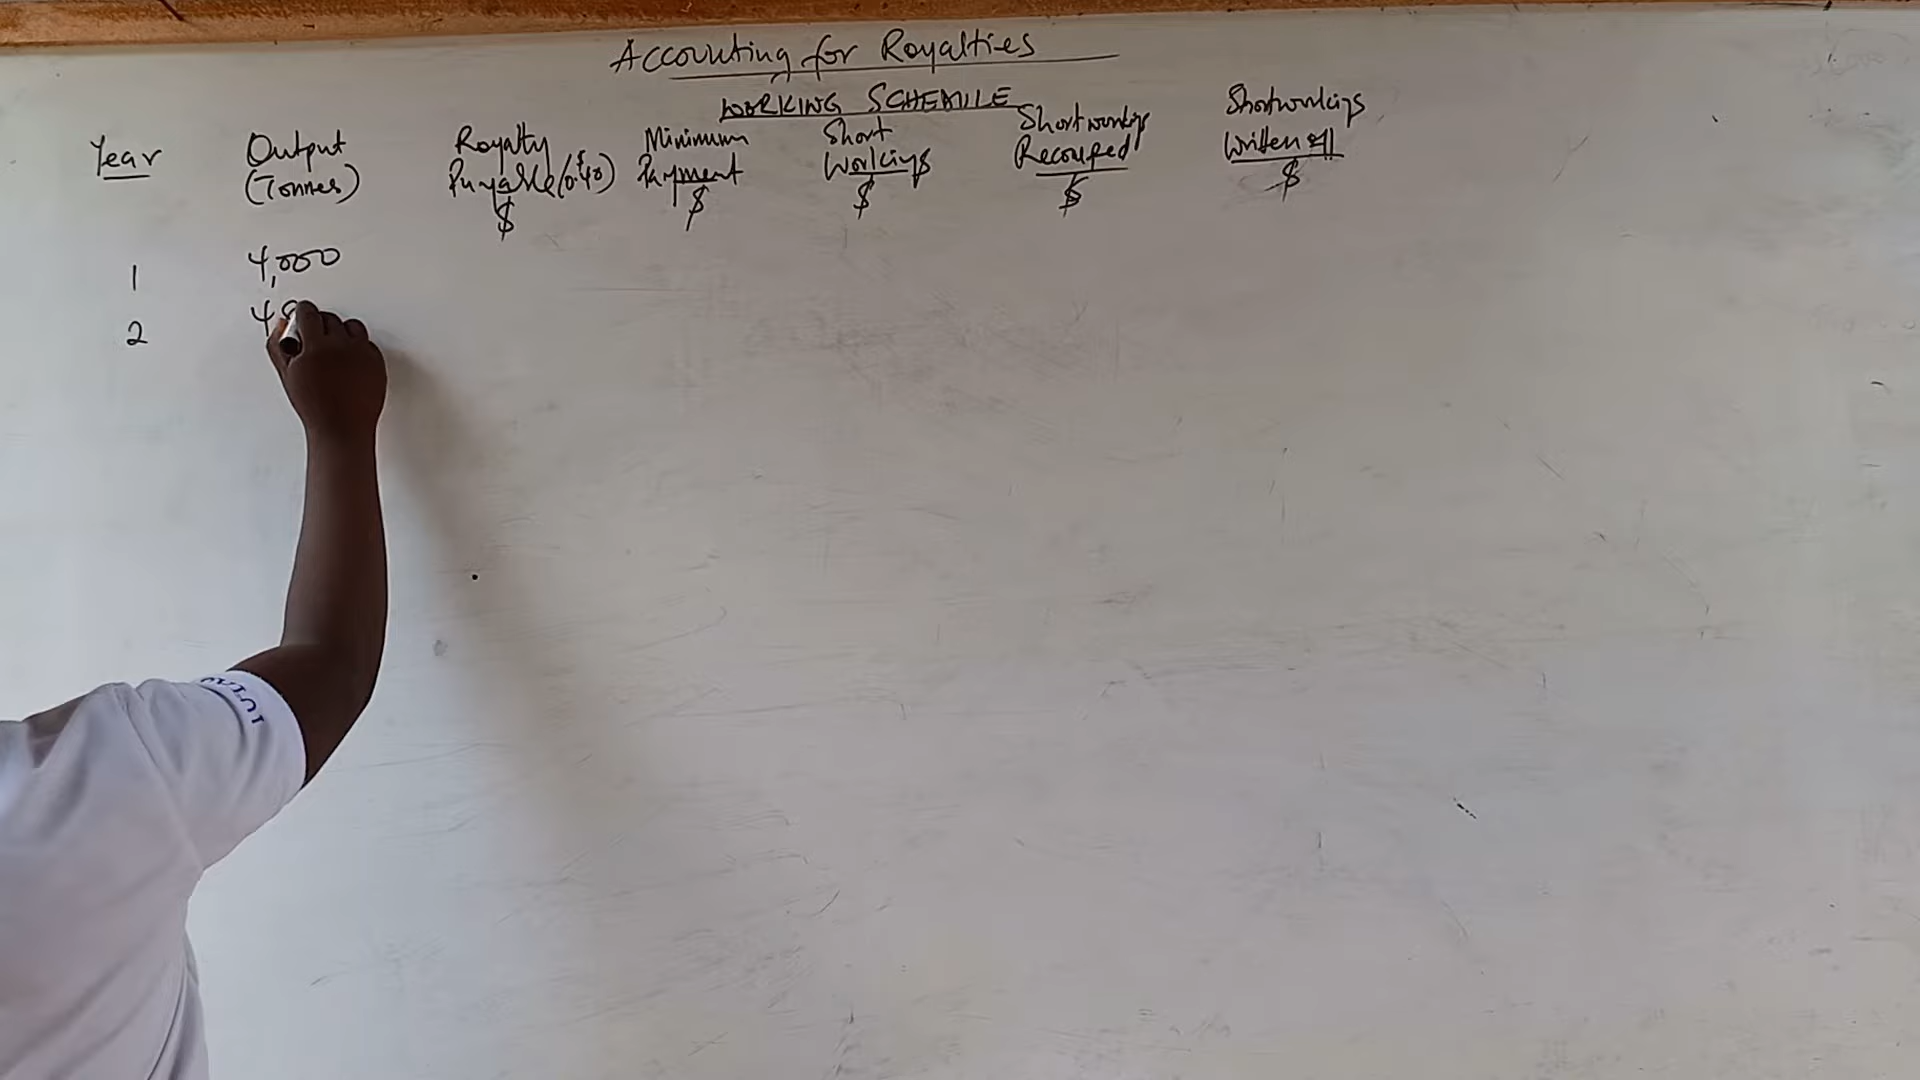 Accounting for Royalties
WORKING SCHEDULE
Year
Output
(Tonnes)
Royalty
Payable ($0.40)
$
Minimum
Payment
$
Short
Workings
$
Shortworkings
Recouped
$
Shortworkings
Written off
$
1 4,000
2 48